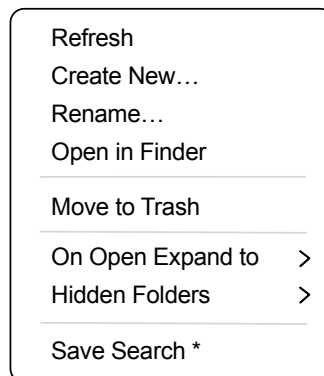 Refresh
Create New…
Rename…
Open in Finder
Move to Trash
On Open Expand to >
Hidden Folders >
Save Search *